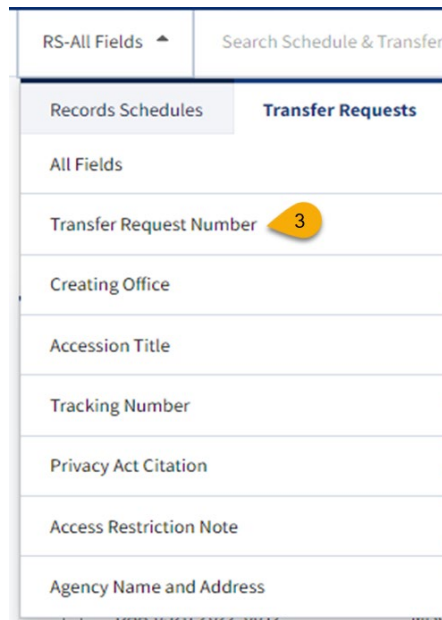 RS-All Fields Search Schedule & Transfer
Records Schedules Transfer Requests
All Fields
Transfer Request Number 3
Creating Office
Accession Title
Tracking Number
Privacy Act Citation
Access Restriction Note
Agency Name and Address